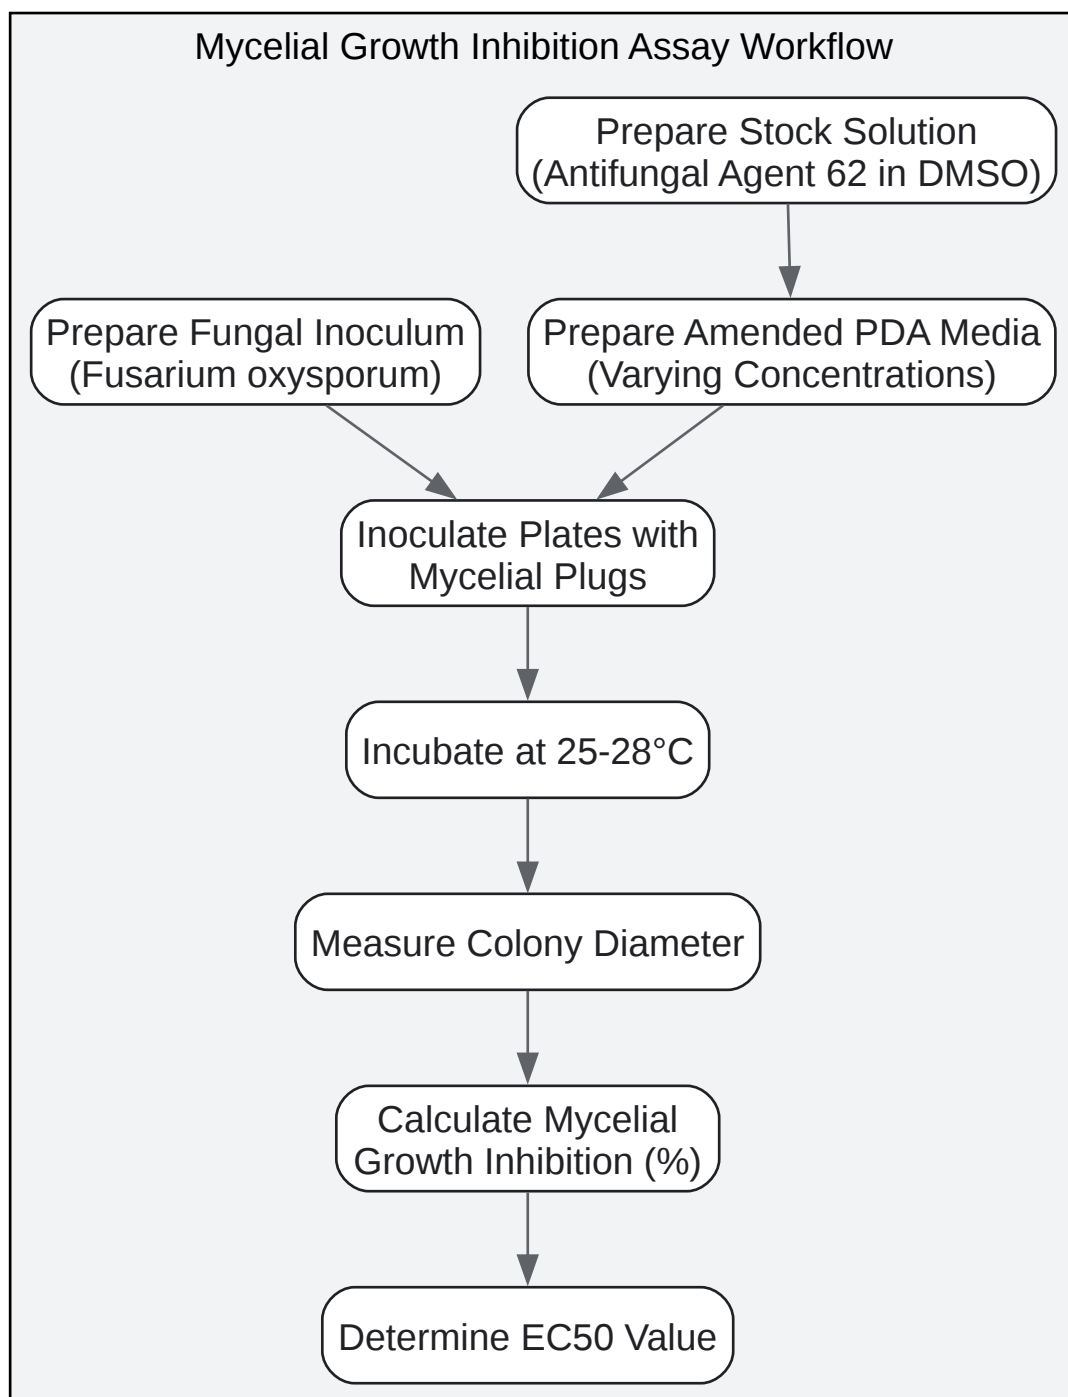 Mycelial Growth Inhibition Assay Workflow
Prepare Stock Solution
(Antifungal Agent 62 in DMSO)
Prepare Fungal Inoculum
(Fusarium oxysporum)
Prepare Amended PDA Media
(Varying Concentrations)
Inoculate Plates with
Mycelial Plugs
Incubate at 25-28°C
Measure Colony Diameter
Calculate Mycelial
Growth Inhibition (%)
Determine EC50 Value